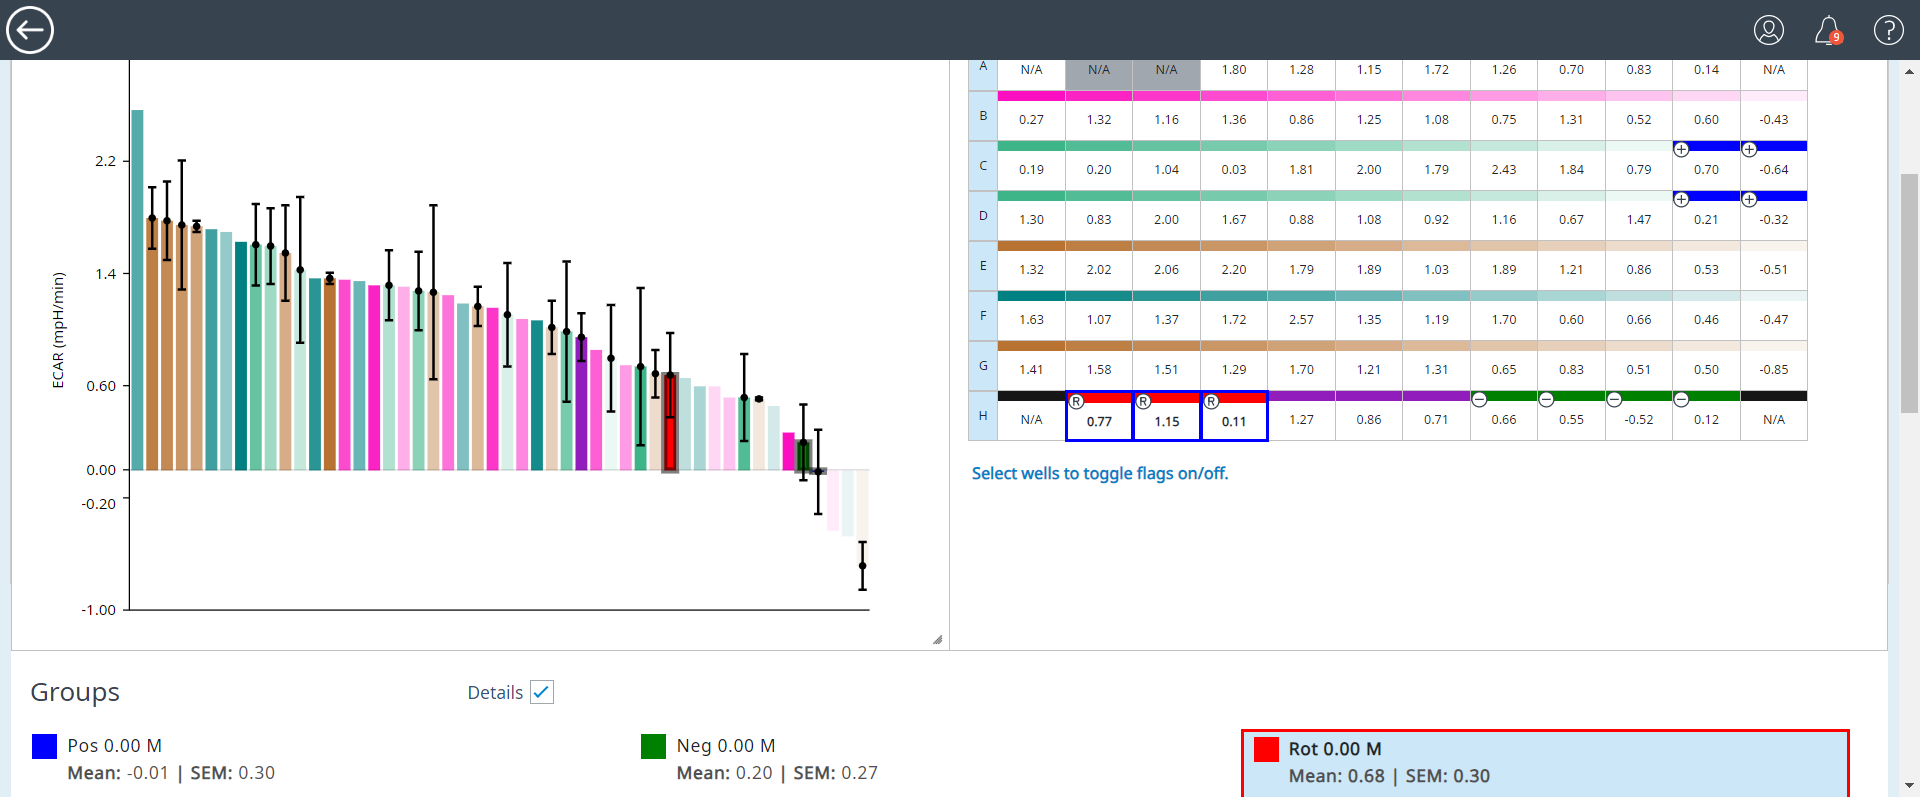 9
?
2.2
1.4
0.60
0.00
-0.20
-1.00
ECAR (mpH/min)
A N/A N/A N/A 1.80 1.28 1.15 1.72 1.26 0.70 0.83 0.14 N/A
B 0.27 1.32 1.16 1.36 0.86 1.25 1.08 0.75 1.31 0.52 0.60 -0.43
+ +
C 0.19 0.20 1.04 0.03 1.81 2.00 1.79 2.43 1.84 0.79 0.70 -0.64
+ +
D 1.30 0.83 2.00 1.67 0.88 1.08 0.92 1.16 0.67 1.47 0.21 -0.32
E 1.32 2.02 2.06 2.20 1.79 1.89 1.03 1.89 1.21 0.86 0.53 -0.51
F 1.63 1.07 1.37 1.72 2.57 1.35 1.19 1.70 0.60 0.66 0.46 -0.47
G 1.41 1.58 1.51 1.29 1.70 1.21 1.31 0.65 0.83 0.51 0.50 -0.85
R R R − − − −
H N/A 0.77 1.15 0.11 1.27 0.86 0.71 0.66 0.55 -0.52 0.12 N/A
Select wells to toggle flags on/off.
Groups
Details
Pos 0.00 M
Mean: -0.01 | SEM: 0.30
Neg 0.00 M
Mean: 0.20 | SEM: 0.27
Rot 0.00 M
Mean: 0.68 | SEM: 0.30